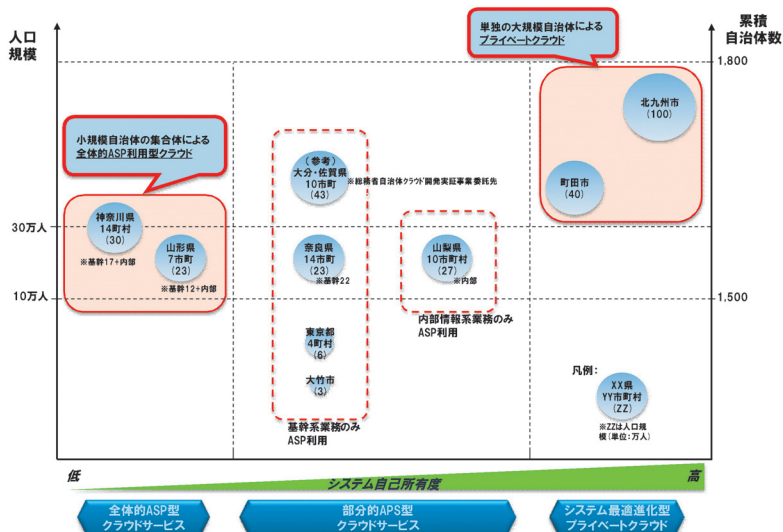 人口
規模
累積
自治体数
単独の大規模自治体による
プライベートクラウド
1,800
北九州市
(100)
小規模自治体の集合体による
全体的ASP利用型クラウド
(参考)
大分・佐賀県
10市町
(43)
※総務省自治体クラウド開発実証事業委託先
町田市
(40)
30万人
神奈川県
14町村
(30)
※基幹17+内部
山形県
7市町
(23)
※基幹12+内部
奈良県
14市町
(23)
※基幹22
山梨県
10市町村
(27)
※内部
10万人
1,500
内部情報系業務のみ
ASP利用
東京都
4町村
(6)
大竹市
(3)
基幹系業務のみ
ASP利用
凡例:
XX県
YY市町村
(ZZ)
※ZZは人口規
模(単位:万人)
低
システム自己所有度
高
全体的ASP型
クラウドサービス
部分的APS型
クラウドサービス
システム最適進化型
プライベートクラウド